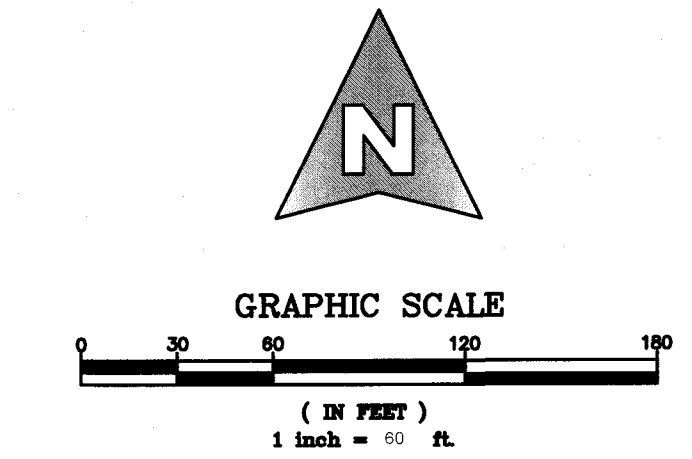 N
GRAPHIC SCALE
0 30 60 120 180
( IN FEET )
1 inch = 60 ft.